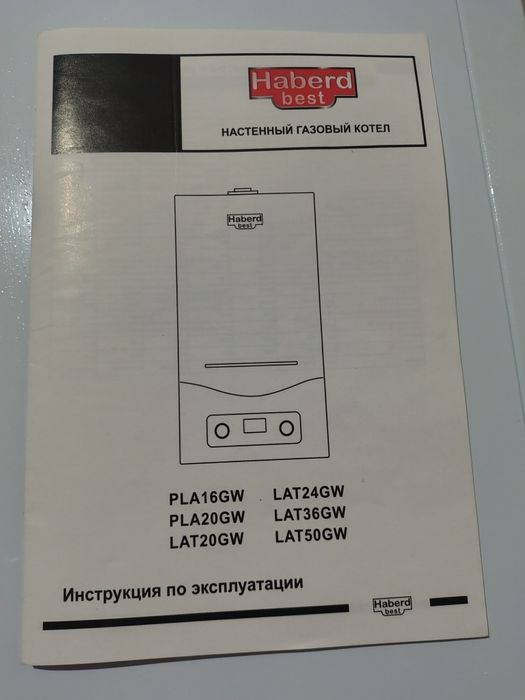 Haberd
best
НАСТЕННЫЙ ГАЗОВЫЙ КОТЕЛ
Haberd
best
PLA16GW LAT24GW
PLA20GW LAT36GW
LAT20GW LAT50GW
Инструкция по эксплуатации
Haberd
best